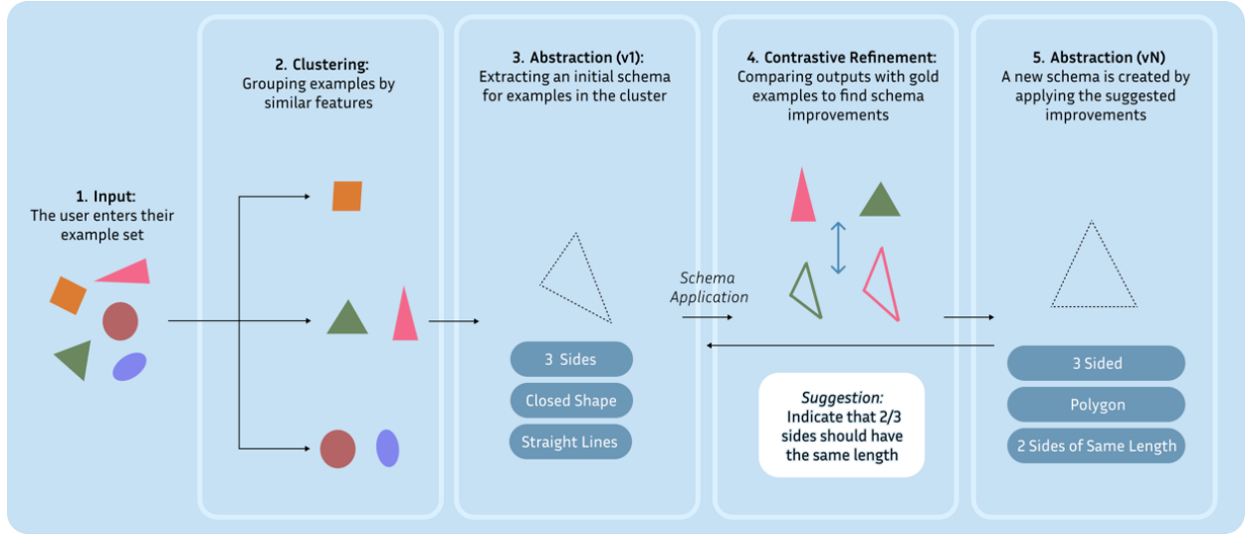 1. Input:
The user enters their
example set
2. Clustering:
Grouping examples by
similar features
3. Abstraction (v1):
Extracting an initial schema
for examples in the cluster
3 Sides
Closed Shape
Straight Lines
Schema
Application
4. Contrastive Refinement:
Comparing outputs with gold
examples to find schema
improvements
Suggestion:
Indicate that 2/3
sides should have
the same length
5. Abstraction (vN)
A new schema is created by
applying the suggested
improvements
3 Sided
Polygon
2 Sides of Same Length